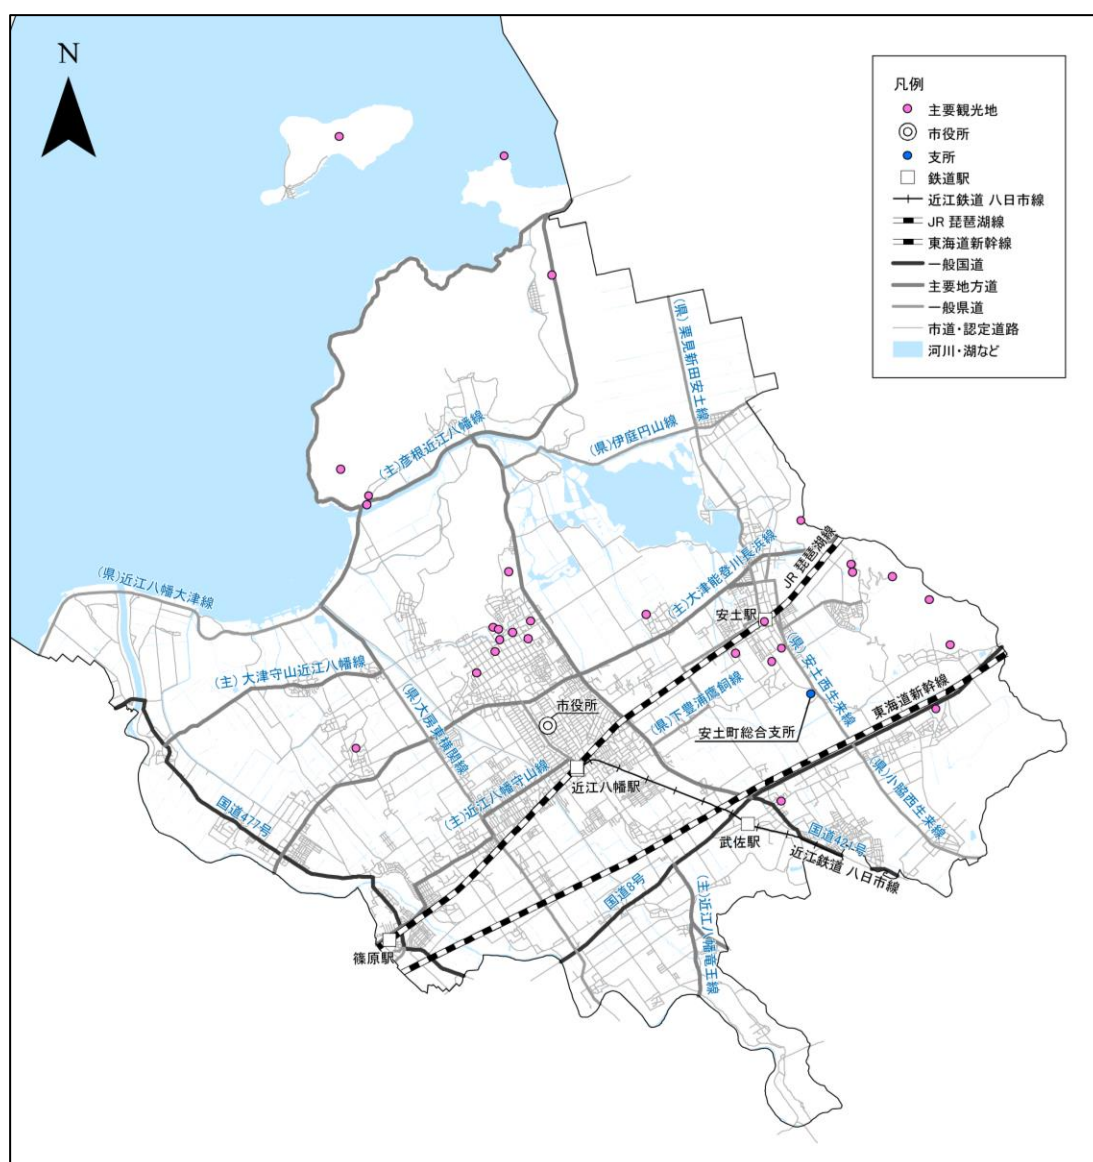 N
凡例
主要観光地
市役所
支所
鉄道駅
近江鉄道 八日市線
JR 琵琶湖線
東海道新幹線
一般国道
主要地方道
一般県道
市道・認定道路
河川・湖など
(県)栗見新田安土線
(主)彦根近江八幡線
(県)伊庭円山線
(県)近江八幡大津線
(主)大津能登川長浜線
JR 琵琶湖線
安土駅
(主) 大津守山近江八幡線
(県)大房東横関線
(県)下豊浦鷹飼線
(県)安土西生来線
東海道新幹線
市役所
安土町総合支所
(主)近江八幡守山線
近江八幡駅
(県)小脇西生来線
国道477号
武佐駅
国道421号
近江鉄道 八日市線
国道8号
(主)近江八幡竜王線
篠原駅